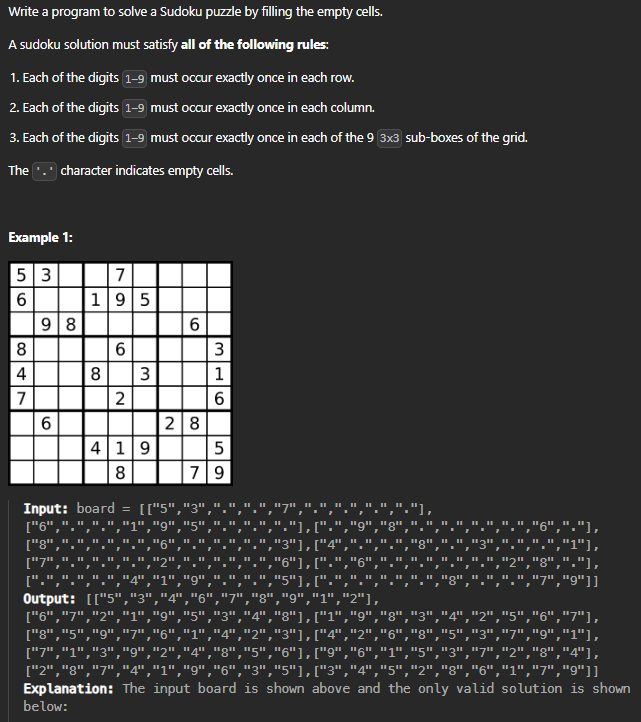 Write a program to solve a Sudoku puzzle by filling the empty cells.
A sudoku solution must satisfy all of the following rules:
1. Each of the digits 1-9 must occur exactly once in each row.
2. Each of the digits 1-9 must occur exactly once in each column.
3. Each of the digits 1-9 must occur exactly once in each of the 9 3x3 sub-boxes of the grid.
The '.' character indicates empty cells.
Example 1:
5 3 7
6 1 9 5
9 8 6
8 6 3
4 8 3 1
7 2 6
6 2 8
4 1 9 5
8 7 9
Input: board = [["5","3",".",".","7",".",".",".","."],
["6",".",".","1","9","5",".",".","."],[".","9","8",".",".",".",".","6","."],
["8",".",".",".","6",".",".",".","3"],["4",".",".","8",".","3",".",".","1"],
["7",".",".",".","2",".",".",".","6"],[".","6",".",".",".",".","2","8","."],
[".",".",".","4","1","9",".",".","5"],[".",".",".",".","8",".",".","7","9"]]
Output: [["5","3","4","6","7","8","9","1","2"],
["6","7","2","1","9","5","3","4","8"],["1","9","8","3","4","2","5","6","7"],
["8","5","9","7","6","1","4","2","3"],["4","2","6","8","5","3","7","9","1"],
["7","1","3","9","2","4","8","5","6"],["9","6","1","5","3","7","2","8","4"],
["2","8","7","4","1","9","6","3","5"],["3","4","5","2","8","6","1","7","9"]]
Explanation: The input board is shown above and the only valid solution is shown
below: